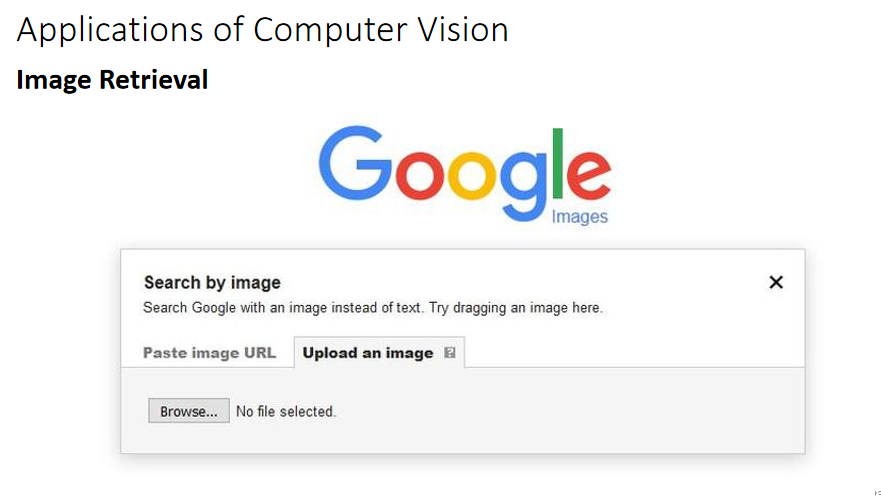 Applications of Computer Vision
Image Retrieval
Google
Images
Search by image
Search Google with an image instead of text. Try dragging an image here.
Paste image URL Upload an image ?
Browse... No file selected.